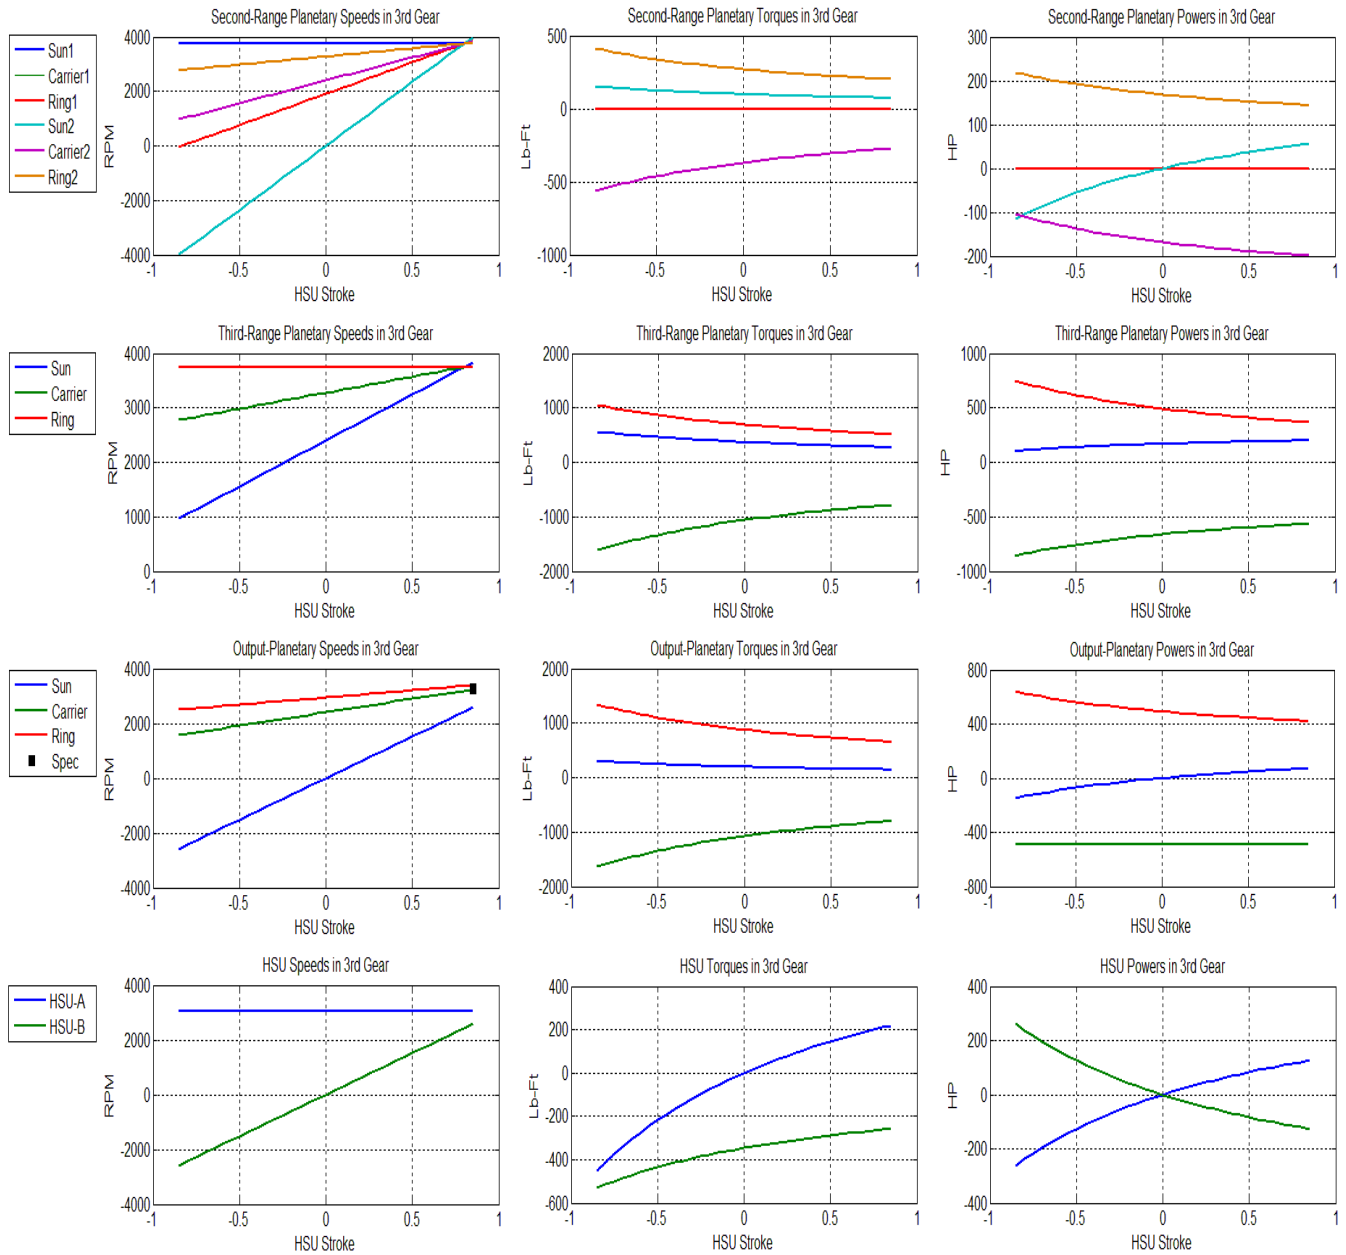 Second-Range Planetary Speeds in 3rd Gear
Sun1
Carrier1
Ring1
Sun2
Carrier2
Ring2
RPM
4000
2000
0
-2000
4000
-1
-0.5
0
0.5
1
HSU Stroke
Second-Range Planetary Torques in 3rd Gear
Lb-Ft
500
0
-500
-1000
-1
-0.5
0
0.5
1
HSU Stroke
Second-Range Planetary Powers in 3rd Gear
HP
300
200
100
0
-100
-200
-1
-0.5
0
0.5
1
HSU Stroke
Third-Range Planetary Speeds in 3rd Gear
Sun
Carrier
Ring
RPM
4000
3000
2000
1000
0
-1
-0.5
0
0.5
1
HSU Stroke
Third-Range Planetary Torques in 3rd Gear
Lb-Ft
2000
1000
0
-1000
-2000
-1
-0.5
0
0.5
1
HSU Stroke
Third-Range Planetary Powers in 3rd Gear
HP
1000
500
0
-500
-1000
-1
-0.5
0
0.5
1
HSU Stroke
Output-Planetary Speeds in 3rd Gear
Sun
Carrier
Ring
Spec
RPM
4000
2000
0
-2000
-4000
-1
-0.5
0
0.5
1
HSU Stroke
Output-Planetary Torques in 3rd Gear
Lb-Ft
2000
1000
0
-1000
-2000
-1
-0.5
0
0.5
1
HSU Stroke
Output-Planetary Powers in 3rd Gear
HP
800
400
0
-400
-800
-1
-0.5
0
0.5
1
HSU Stroke
HSU Speeds in 3rd Gear
HSU-A
HSU-B
RPM
4000
2000
0
-2000
-4000
-1
-0.5
0
0.5
1
HSU Stroke
HSU Torques in 3rd Gear
Lb-Ft
400
200
0
-200
-400
-600
-1
-0.5
0
0.5
1
HSU Stroke
HSU Powers in 3rd Gear
HP
400
200
0
-200
-400
-1
-0.5
0
0.5
1
HSU Stroke